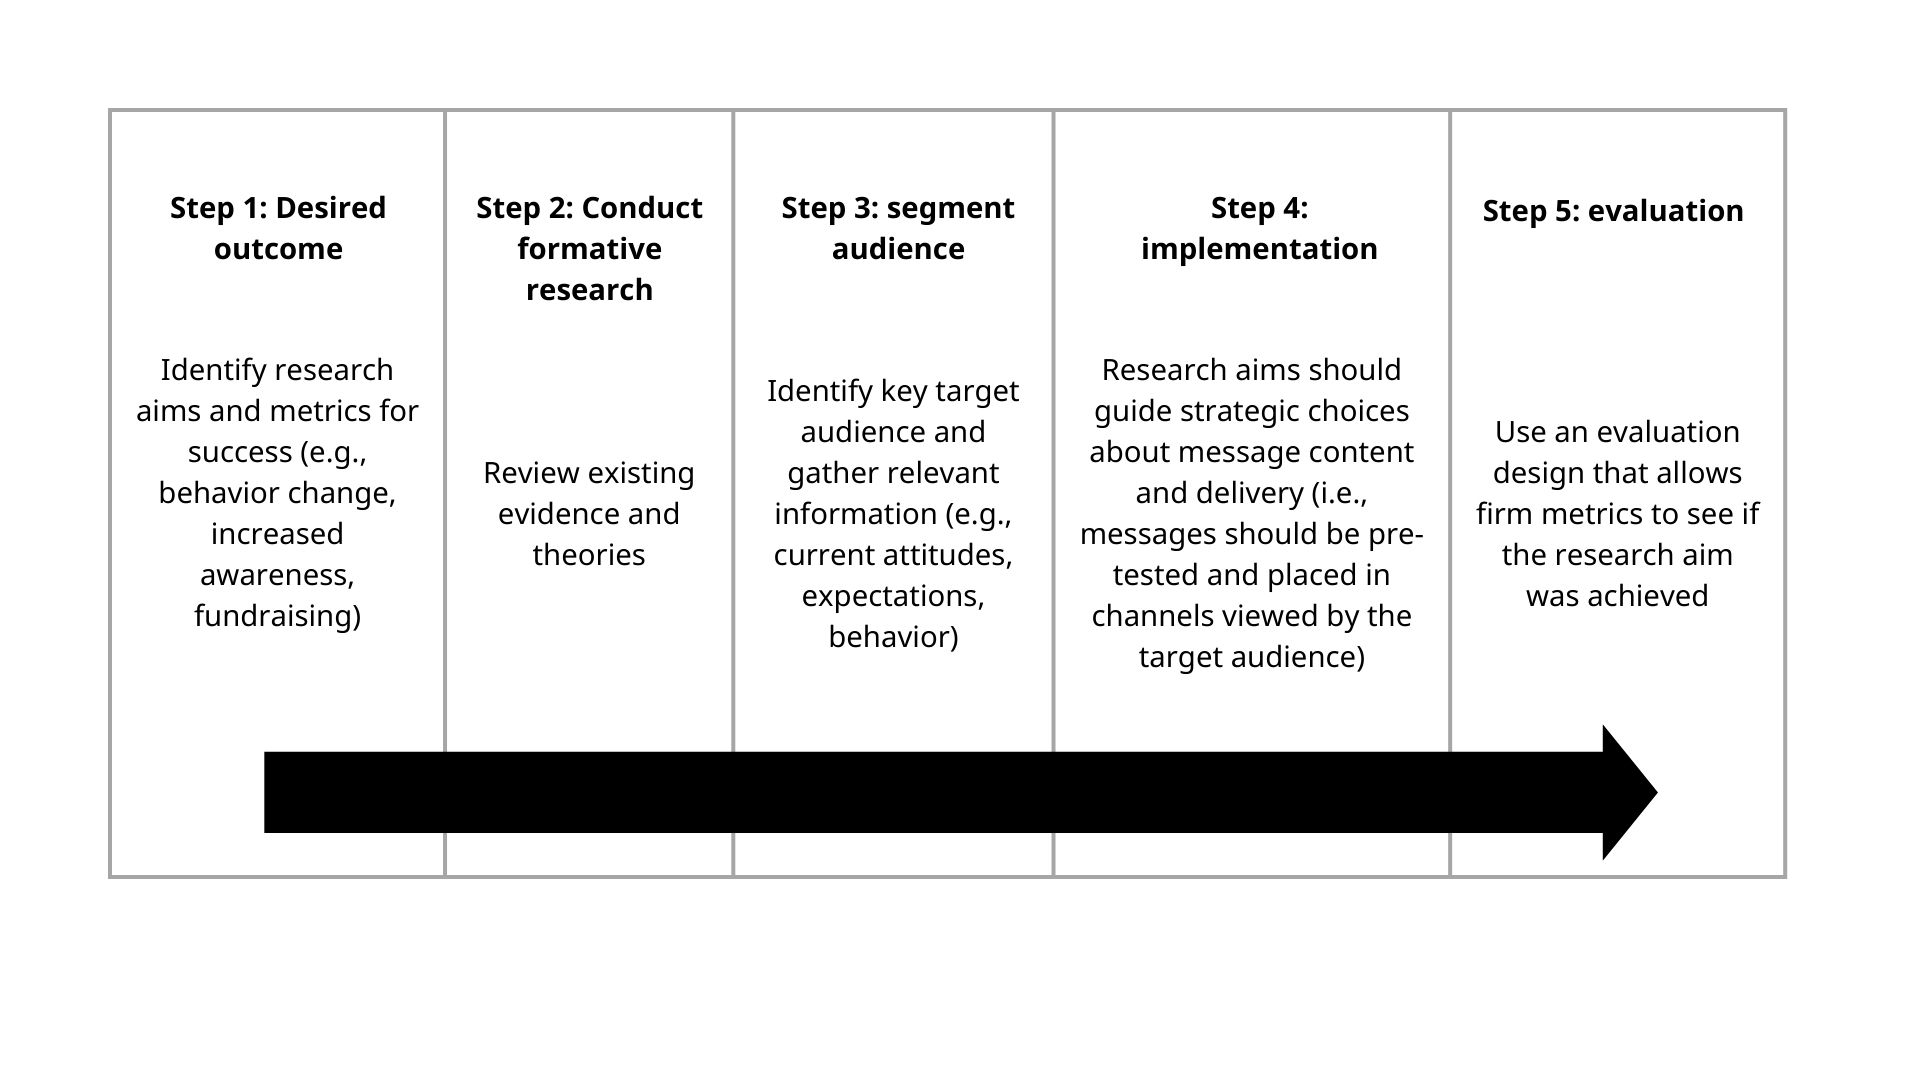 Step 1: Desired
outcome
Identify research
aims and metrics for
success (e.g.,
behavior change,
increased
awareness,
fundraising)
Step 2: Conduct
formative
research
Review existing
evidence and
theories
Step 3: segment
audience
Identify key target
audience and
gather relevant
information (e.g.,
current attitudes,
expectations,
behavior)
Step 4:
implementation
Research aims should
guide strategic choices
about message content
and delivery (i.e.,
messages should be pre-
tested and placed in
channels viewed by the
target audience)
Step 5: evaluation
Use an evaluation
design that allows
firm metrics to see if
the research aim
was achieved